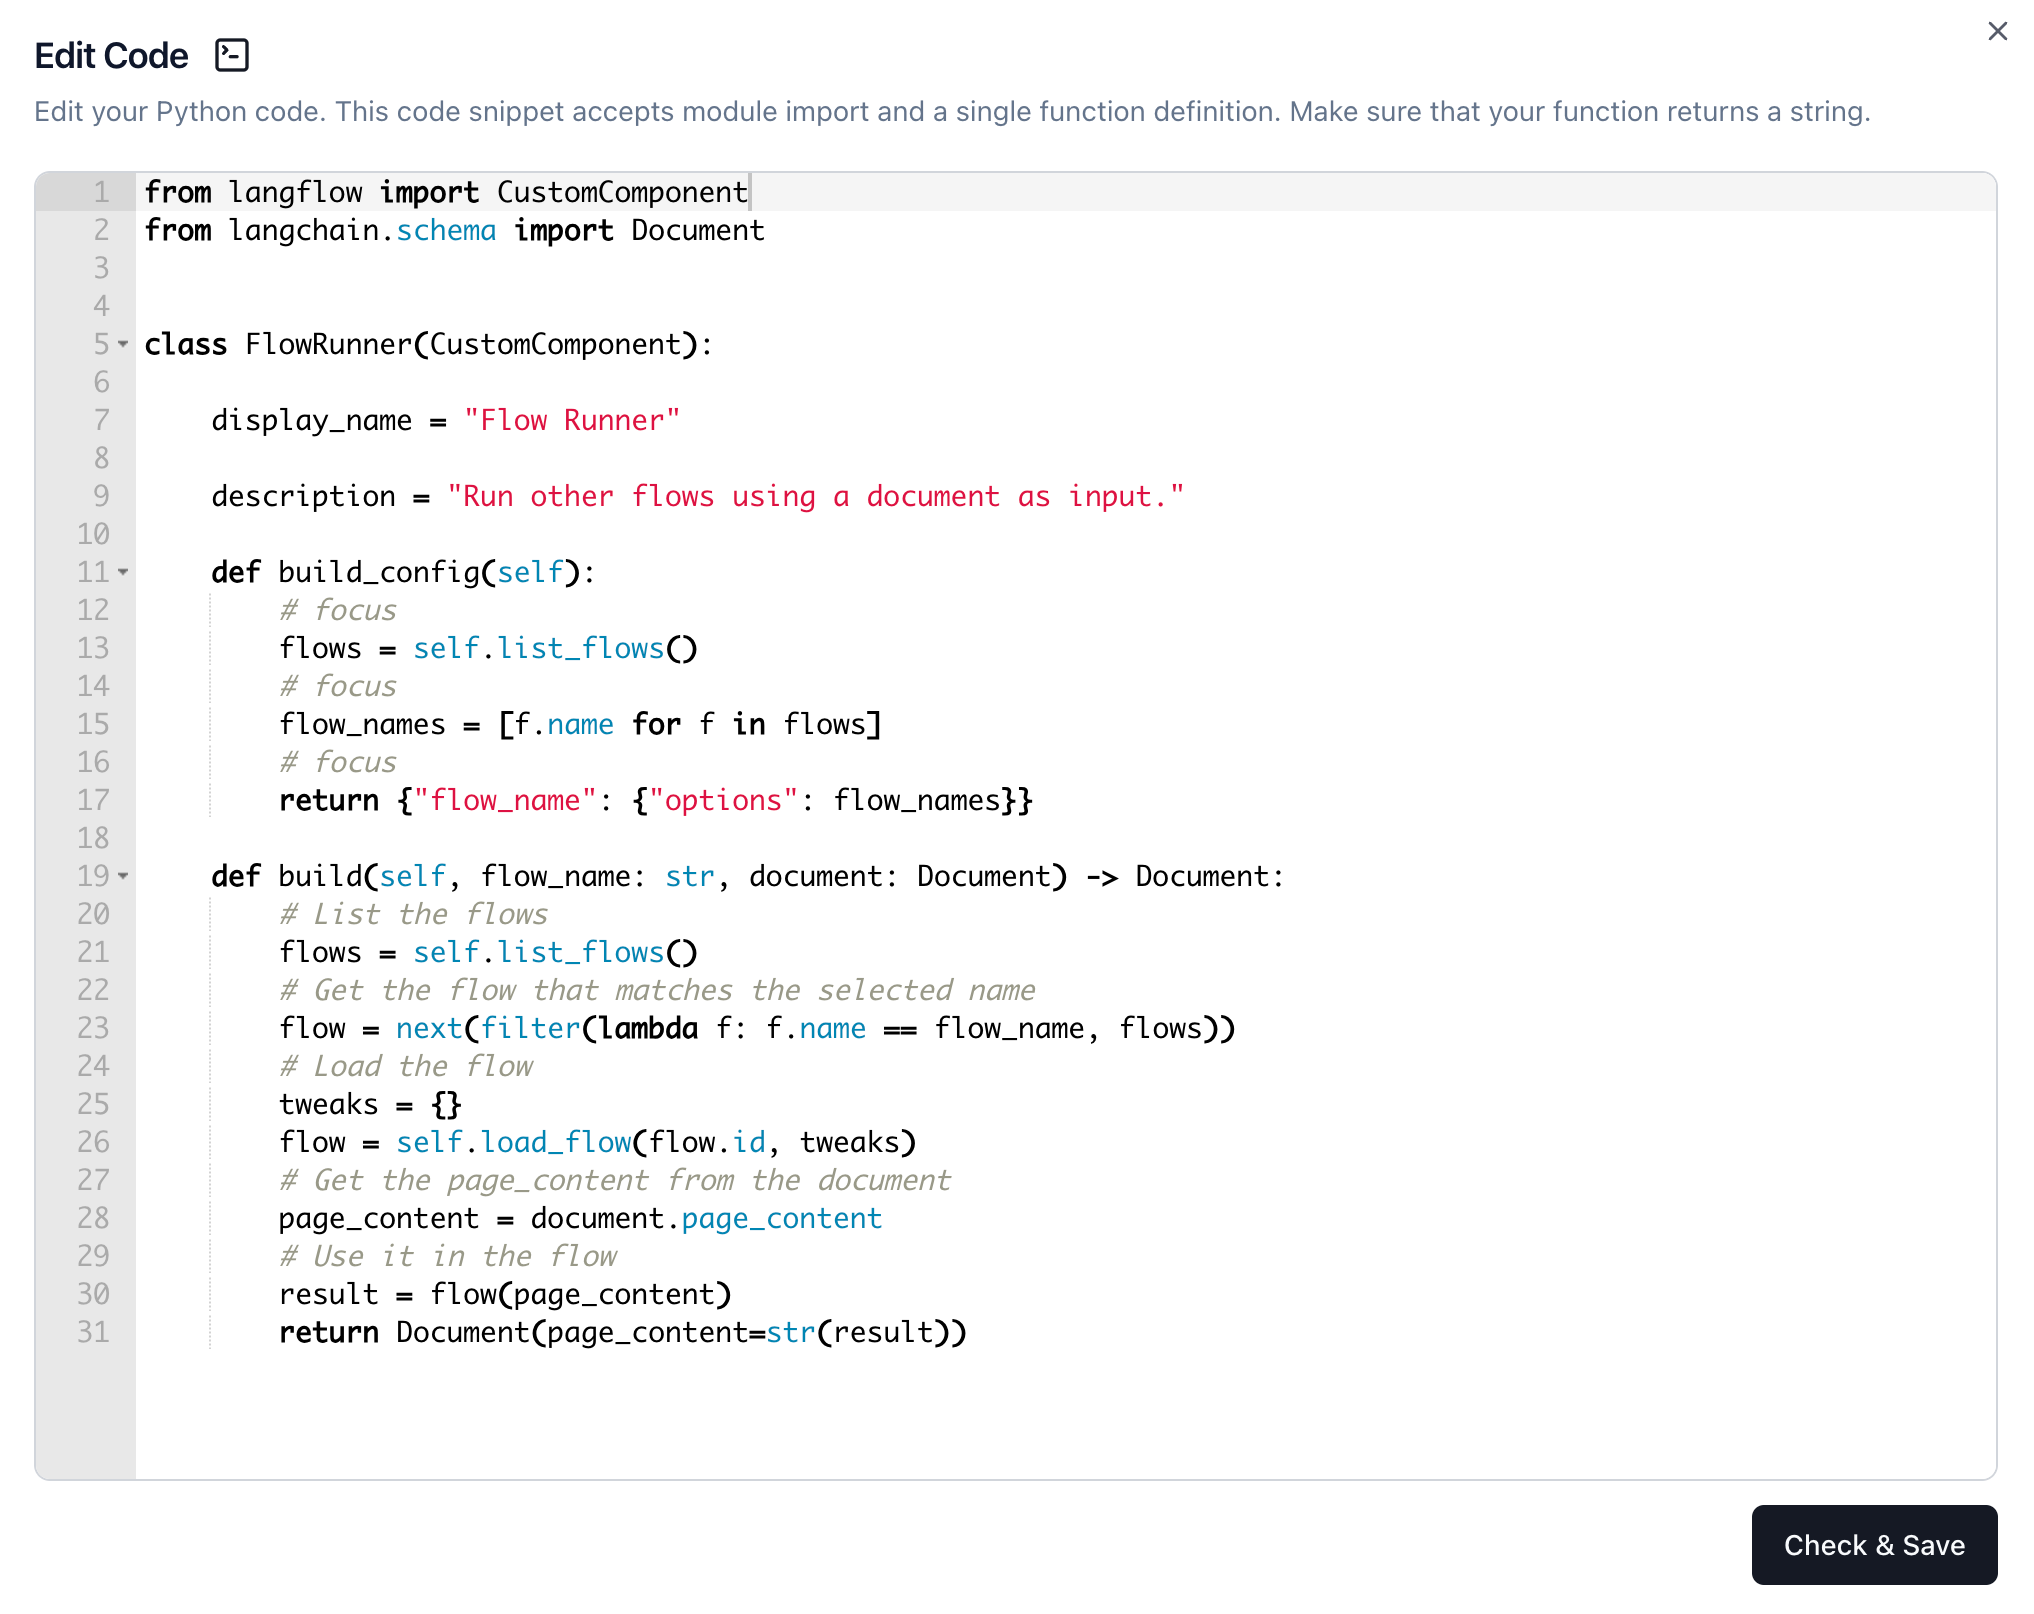 Edit Code
Edit your Python code. This code snippet accepts module import and a single function definition. Make sure that your function returns a string.
1 from langflow import CustomComponent
2 from langchain.schema import Document
3
4
5 class FlowRunner(CustomComponent):
6
7     display_name = "Flow Runner"
8
9     description = "Run other flows using a document as input."
10
11     def build_config(self):
12         # focus
13         flows = self.list_flows()
14         # focus
15         flow_names = [f.name for f in flows]
16         # focus
17         return {"flow_name": {"options": flow_names}}
18
19     def build(self, flow_name: str, document: Document) -> Document:
20         # List the flows
21         flows = self.list_flows()
22         # Get the flow that matches the selected name
23         flow = next(filter(lambda f: f.name == flow_name, flows))
24         # Load the flow
25         tweaks = {}
26         flow = self.load_flow(flow.id, tweaks)
27         # Get the page_content from the document
28         page_content = document.page_content
29         # Use it in the flow
30         result = flow(page_content)
31         return Document(page_content=str(result))
Check & Save